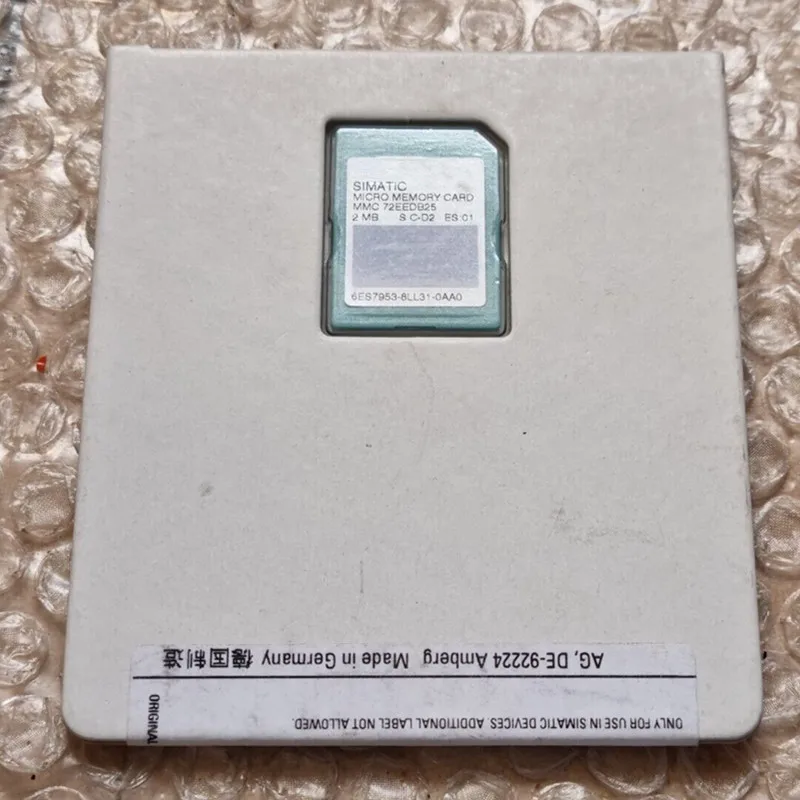 SIMATIC
MICRO MEMORY CARD
MMC 72EEDB25
2 MB S C-D2 ES 01
6ES7953-8LL31-0AA0
AG, DE-92224 Amberg Made in Germany 德国制造
ONLY FOR USE IN SIMATIC DEVICES. ADDITIONAL LABEL NOT ALLOWED.
ORIGINAL